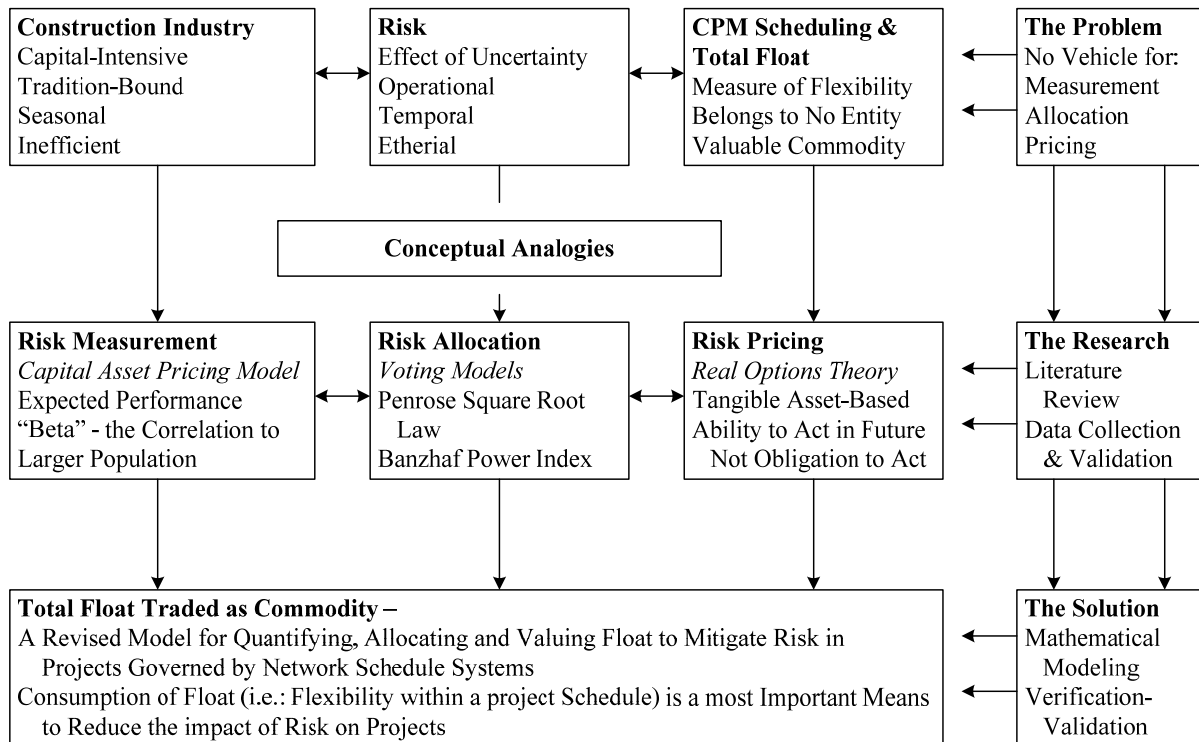 Construction Industry
Capital-Intensive
Tradition-Bound
Seasonal
Inefficient
Risk
Effect of Uncertainty
Operational
Temporal
Etherial
CPM Scheduling &
Total Float
Measure of Flexibility
Belongs to No Entity
Valuable Commodity
The Problem
No Vehicle for:
Measurement
Allocation
Pricing
Conceptual Analogies
Risk Measurement
Capital Asset Pricing Model
Expected Performance
“Beta” - the Correlation to
Larger Population
Risk Allocation
Voting Models
Penrose Square Root
Law
Banzhaf Power Index
Risk Pricing
Real Options Theory
Tangible Asset-Based
Ability to Act in Future
Not Obligation to Act
The Research
Literature
Review
Data Collection
& Validation
Total Float Traded as Commodity –
A Revised Model for Quantifying, Allocating and Valuing Float to Mitigate Risk in
Projects Governed by Network Schedule Systems
Consumption of Float (i.e.: Flexibility within a project Schedule) is a most Important Means
to Reduce the impact of Risk on Projects
The Solution
Mathematical
Modeling
Verification-
Validation